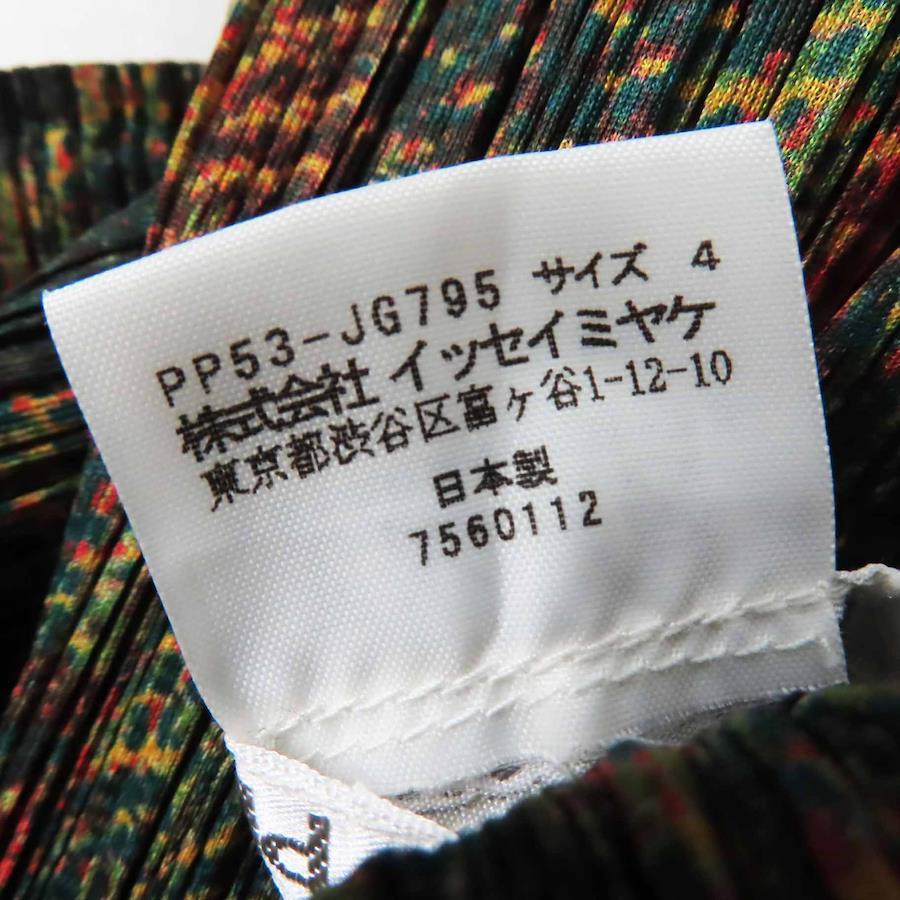 PP53-JG795 サイズ 4
株式会社 イッセイミヤケ
東京都渋谷区富ヶ谷1-12-10
日本製
7560112